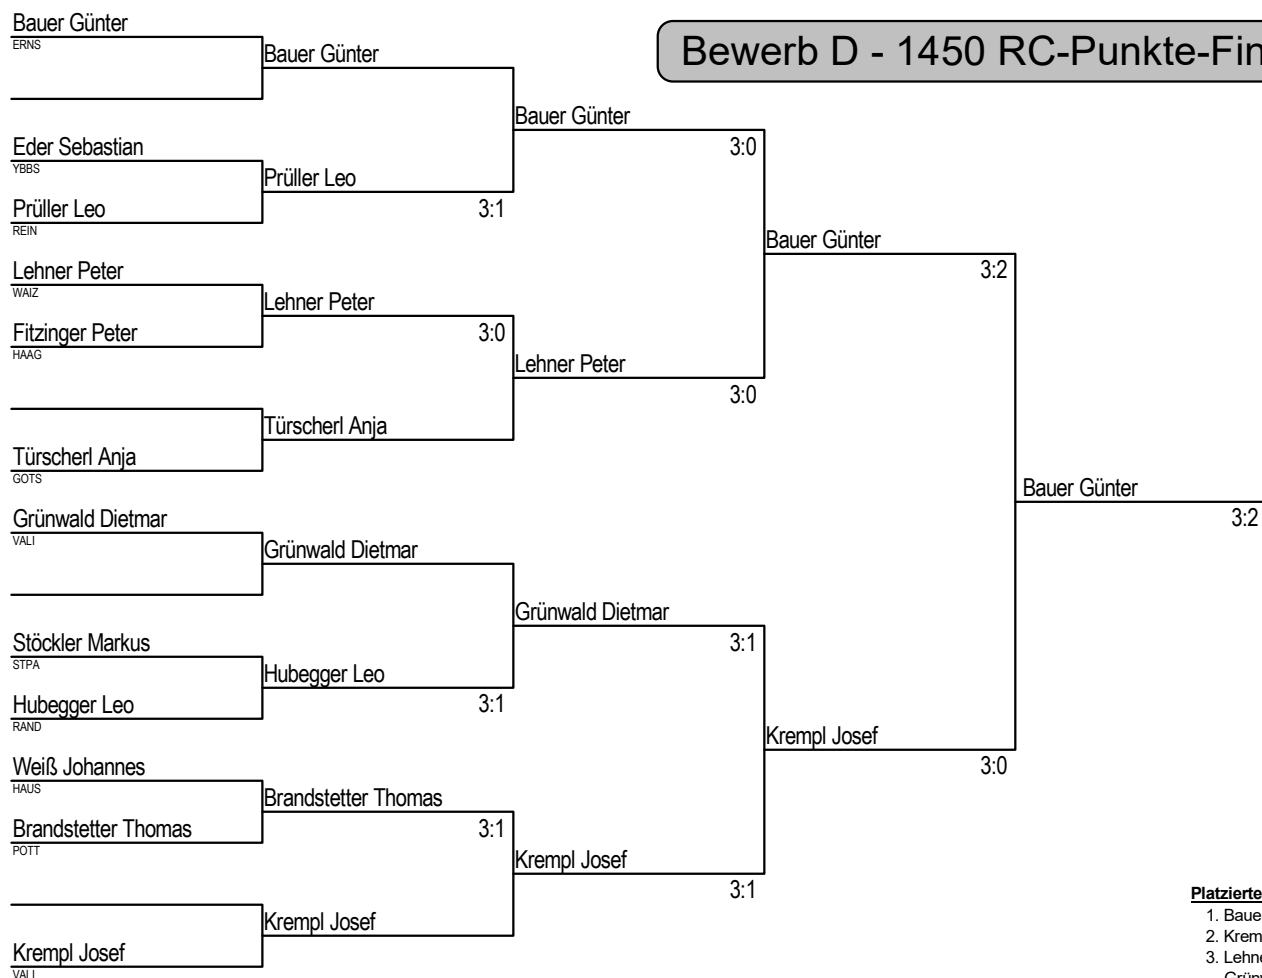 Bewerb D - 1450 RC-Punkte-Fin
Bauer Günter
ERNS
Eder Sebastian
YBBS
Prüller Leo
REIN
Lehner Peter
WAIZ
Fitzinger Peter
HAAG
Türscherl Anja
GOTS
Grünwald Dietmar
VALI
Stöckler Markus
STPA
Hubegger Leo
RAND
Weiß Johannes
HAUS
Brandstetter Thomas
POTT
Krempl Josef
VALI
Bauer Günter
Prüller Leo
3:1
Lehner Peter
3:0
Türscherl Anja
Grünwald Dietmar
Hubegger Leo
3:1
Brandstetter Thomas
3:1
Krempl Josef
Bauer Günter
3:0
Lehner Peter
3:0
Grünwald Dietmar
3:1
Krempl Josef
3:1
Bauer Günter
3:2
Krempl Josef
3:0
Bauer Günter
3:2
Platzierte
1. Baue
2. Krem
3. Lehne